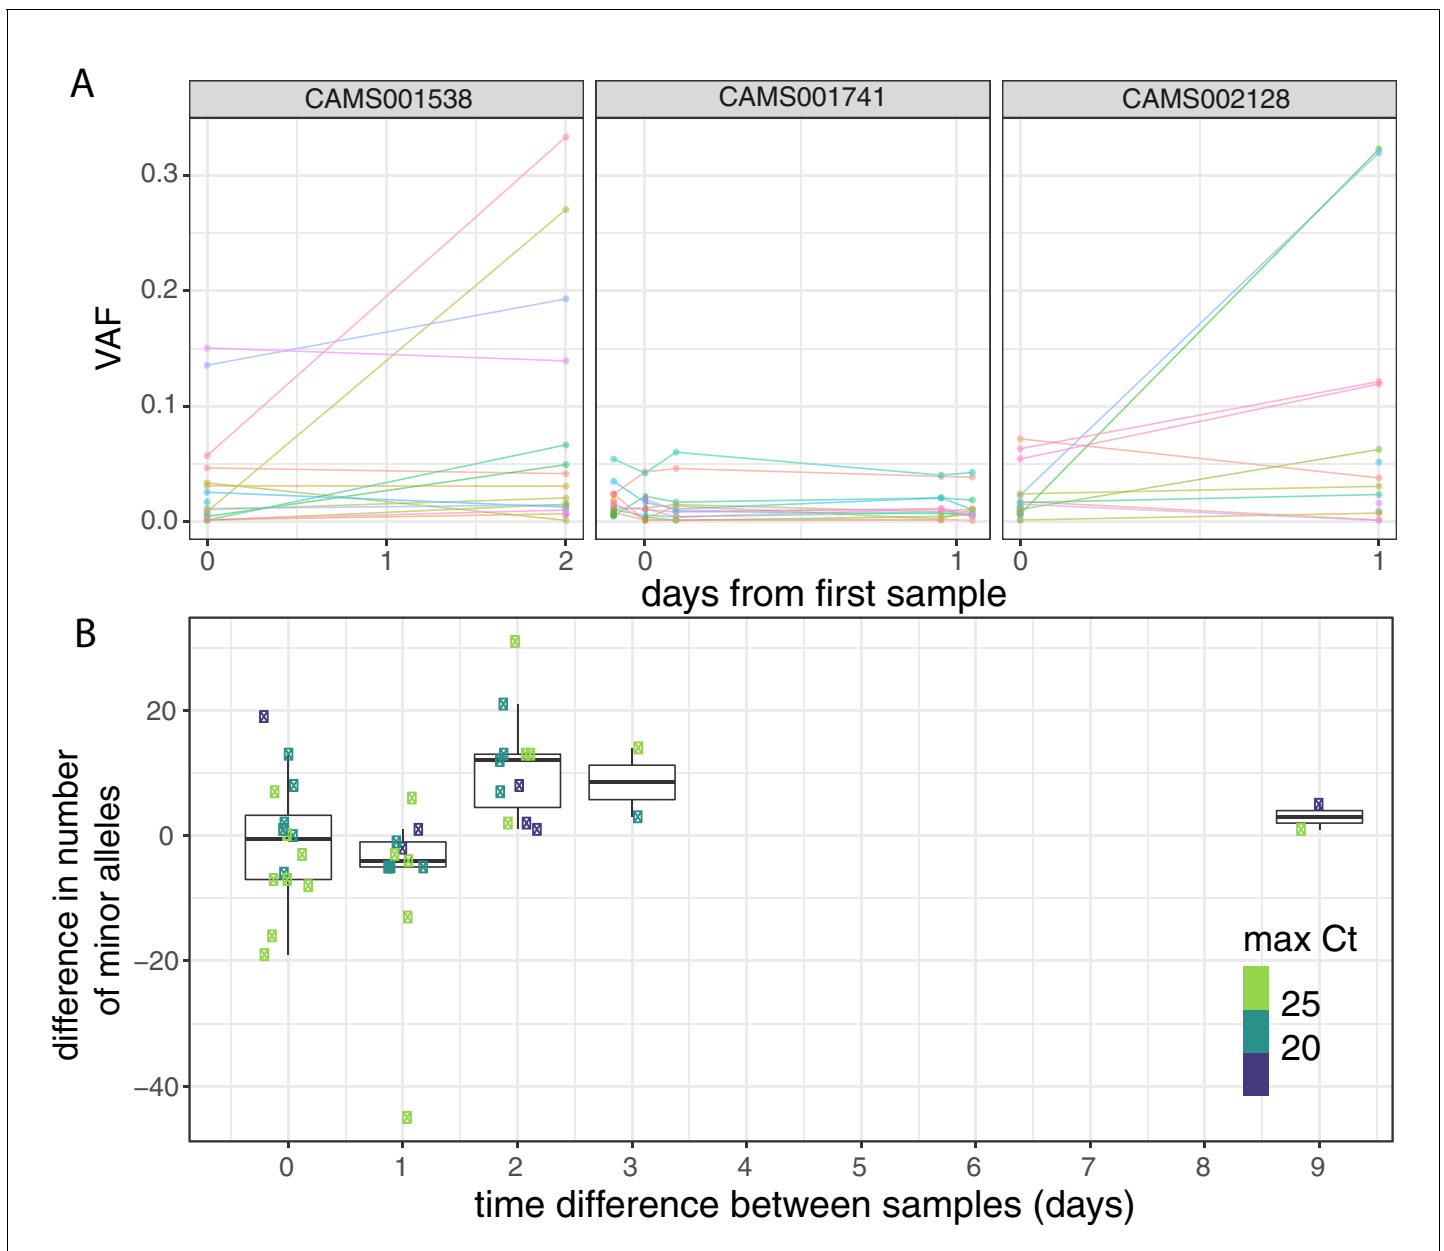 A
CAMS001538 CAMS001741 CAMS002128
VAF
0.3
0.2
0.1
0.0
0 1 2 0 1 0 1
days from first sample
B
difference in number
of minor alleles
20
0
−20
−40
max Ct
25
20
0 1 2 3 4 5 6 7 8 9
time difference between samples (days)